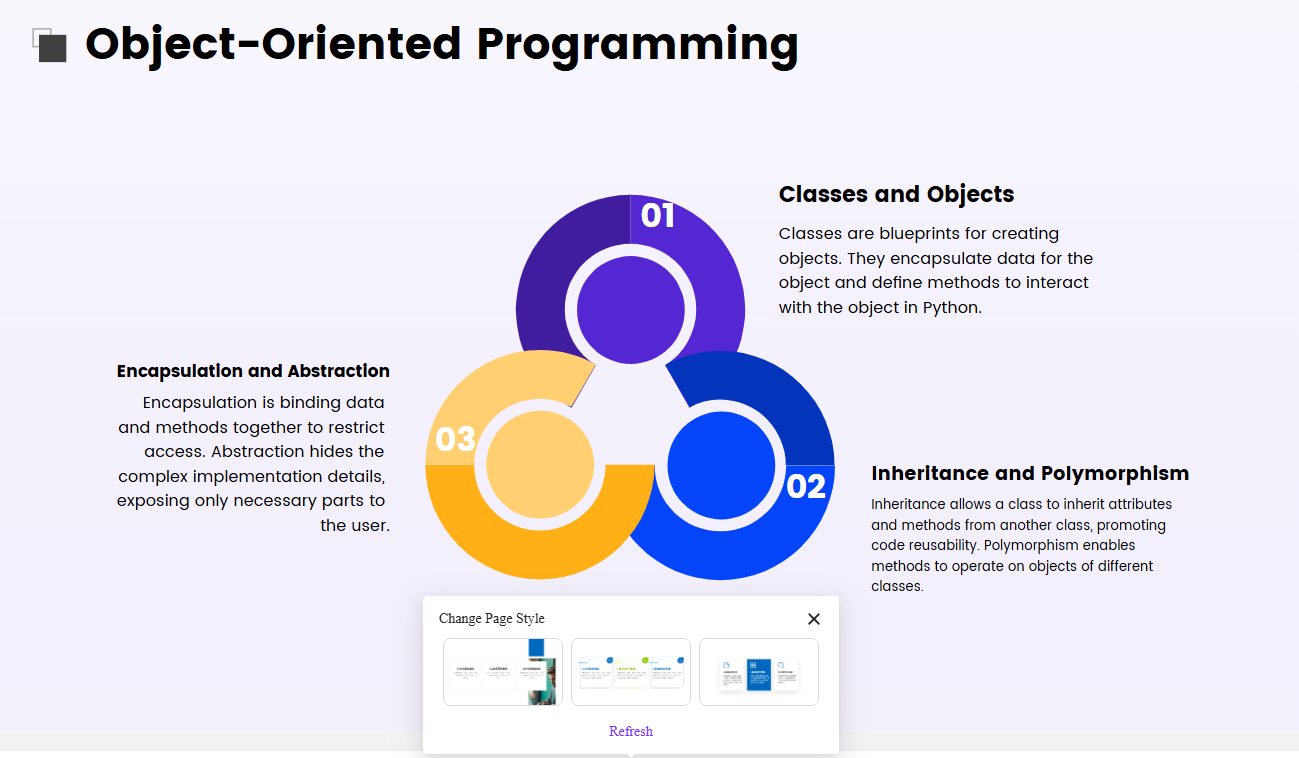 Object-Oriented Programming
01
Classes and Objects
Classes are blueprints for creating
objects. They encapsulate data for the
object and define methods to interact
with the object in Python.
Encapsulation and Abstraction
Encapsulation is binding data
and methods together to restrict
access. Abstraction hides the
complex implementation details,
exposing only necessary parts to
the user.
03
02
Inheritance and Polymorphism
Inheritance allows a class to inherit attributes
and methods from another class, promoting
code reusability. Polymorphism enables
methods to operate on objects of different
classes.
Change Page Style
Refresh